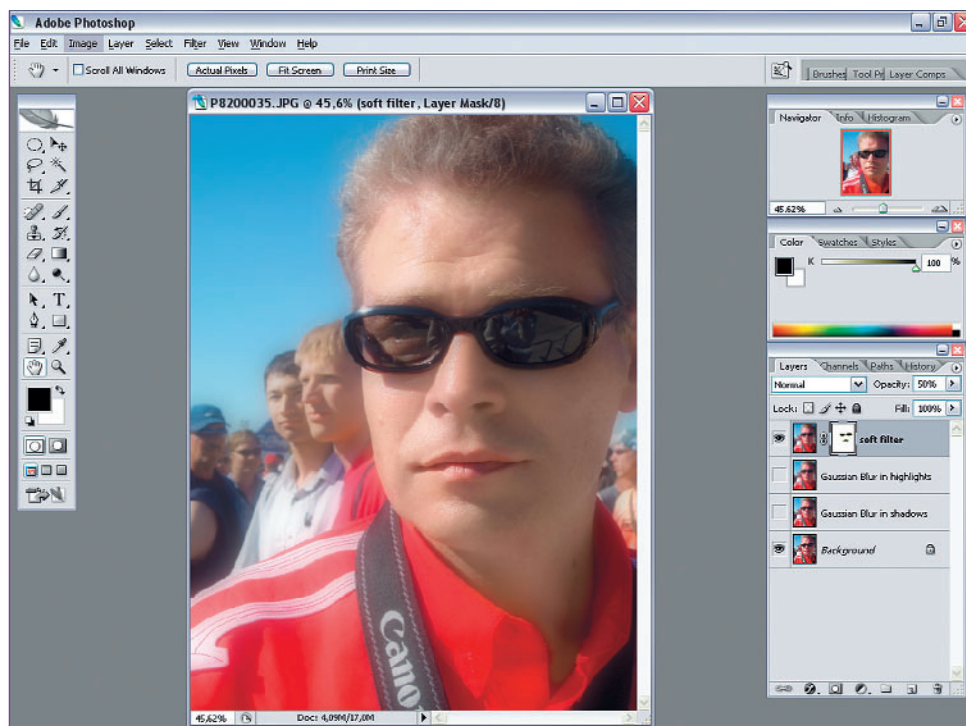 Adobe Photoshop
File Edit Image Layer Select Filter View Window Help
Scroll All Windows Actual Pixels Fit Screen Print Size
Brushes Tool Pr Layer Comps
P8200035.JPG @ 45,6% (soft filter, Layer Mask/8)
Navigator Info Histogram
45.62%
Color Swatches Styles
K 100 %
Layers Channels Paths History
Normal Opacity: 50%
Lock: Fill: 100%
soft filter
Gaussian Blur in highlights
Gaussian Blur in shadows
Background
T
Canon
45,62% Doc: 4,09M/17,0M